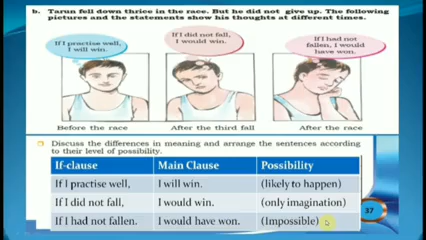 b. Tarun fell down thrice in the race. But he did not give up. The following
pictures and the statements show his thoughts at different times.
If I practise well,
I will win.
If I did not fall,
I would win.
If I had not
fallen, I would
have won.
Before the race
After the third fall
After the race
Discuss the differences in meaning and arrange the sentences according
to their level of possibility.
If-clause Main Clause Possibility
If I practise well, I will win. (likely to happen)
If I did not fall, I would win. (only imagination)
If I had not fallen. I would have won. (Impossible)
37